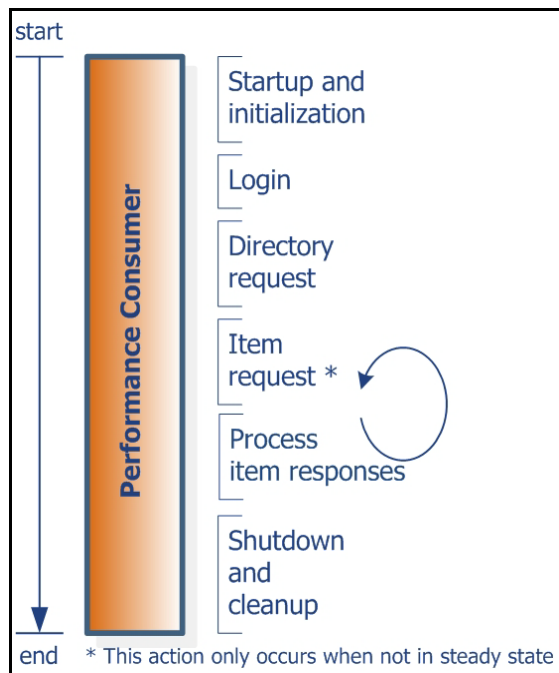 start
Performance Consumer
Startup and
initialization
Login
Directory
request
Item
request *
Process
item responses
Shutdown
and
cleanup
end
* This action only occurs when not in steady state